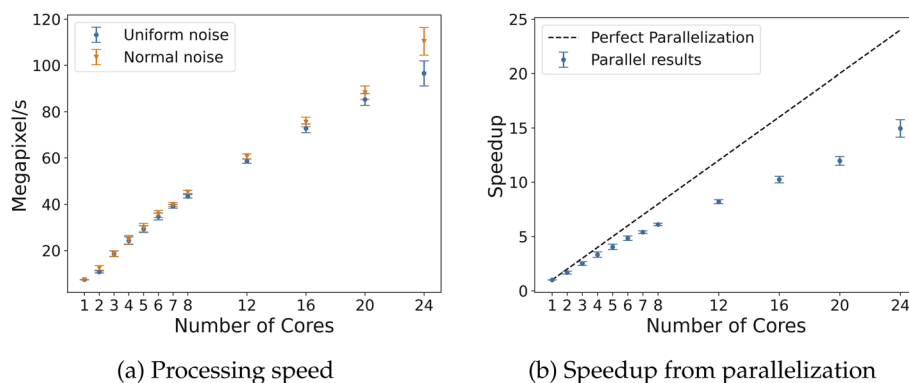 120
100
80
60
40
20
Megapixel/s
Uniform noise
Normal noise
1 2 3 4 5 6 7 8 12 16 20 24
Number of Cores
(a) Processing speed
25
20
15
10
5
0
Speedup
Perfect Parallelization
Parallel results
1 2 3 4 5 6 7 8 12 16 20 24
Number of Cores
(b) Speedup from parallelization